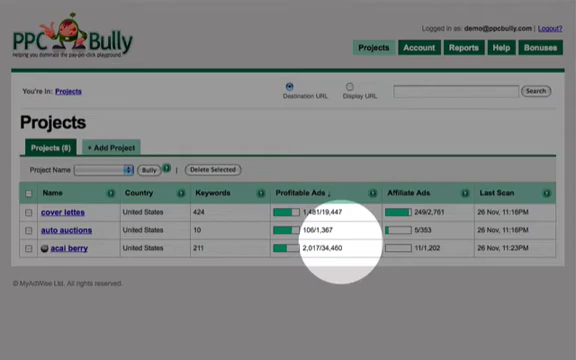 PPC Bully
Helping you dominate the pay-per-click playground.
Logged in as: demo@ppcbully.com | Logout?
Projects Account Reports Help Bonuses
You're in: Projects
Destination URL Display URL Search
Projects
Projects (8) + Add Project
Project Name Bully | Delete Selected
Name Country Keywords Profitable Ads ↓ Affiliate Ads Last Scan
cover lettes United States 424 1,481/19,447 249/2,761 26 Nov, 11:16PM
auto auctions United States 10 106/1,367 5/353 26 Nov, 11:16PM
acai berry United States 211 2,017/34,460 11/1,202 26 Nov, 11:23PM
© MyAdWise Ltd. All rights reserved.